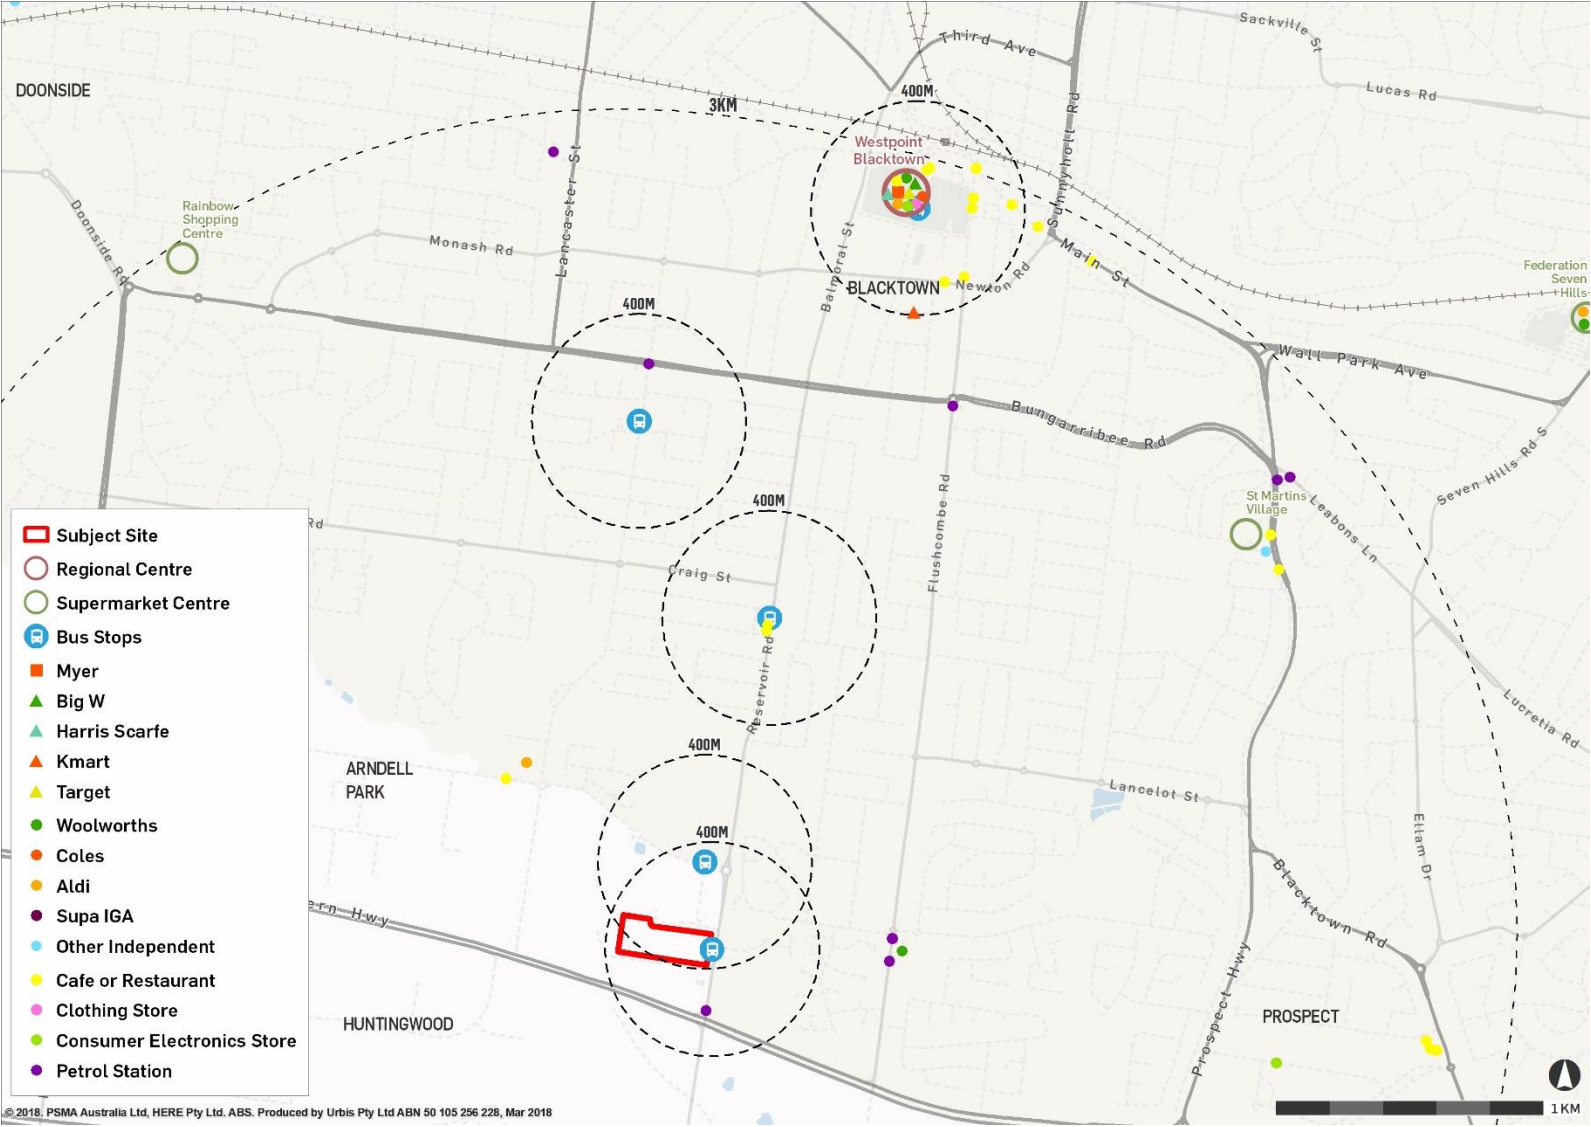 Sackville St
Third Ave
DOONSIDE
Lucas Rd
400M
3KM
Sunnyholt Rd
Westpoint
Blacktown
Lancaster St
Rainbow
Shopping
Centre
Doonside Rd
Monash Rd
Balmoral St
Main St
Federation
Seven
Hills
BLACKTOWN
Newton Rd
400M
Wall Park Ave
Bungarribee Rd
Seven Hills Rd S
Flushcombe Rd
400M
St Martins
Village
Leabons Ln
Rd
Craig St
Reservoir Rd
Lucretia Rd
400M
ARNDELL
PARK
Lancelot St
400M
Ellam Dr
Blacktown Rd
ern Hwy
Prospect Hwy
HUNTINGWOOD
PROSPECT
Subject Site
Regional Centre
Supermarket Centre
Bus Stops
Myer
Big W
Harris Scarfe
Kmart
Target
Woolworths
Coles
Aldi
Supa IGA
Other Independent
Cafe or Restaurant
Clothing Store
Consumer Electronics Store
Petrol Station
1KM
© 2018. PSMA Australia Ltd, HERE Pty Ltd. ABS. Produced by Urbis Pty Ltd ABN 50 105 256 228, Mar 2018